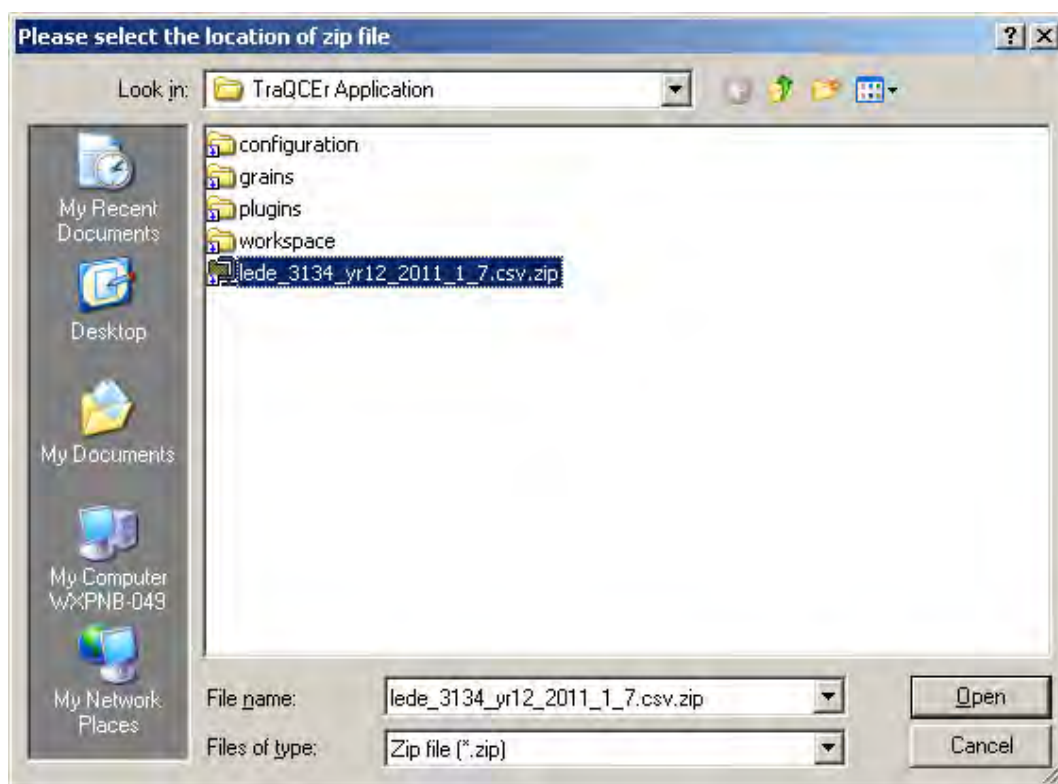 Please select the location of zip file
Look in:
TraQCEr Application
My Recent
Documents
Desktop
My Documents
My Computer
WXPNB-049
My Network
Places
configuration
grains
plugins
workspace
lede_3134_yr12_2011_1_7.csv.zip
File name:
lede_3134_yr12_2011_1_7.csv.zip
Open
Files of type:
Zip file (*.zip)
Cancel